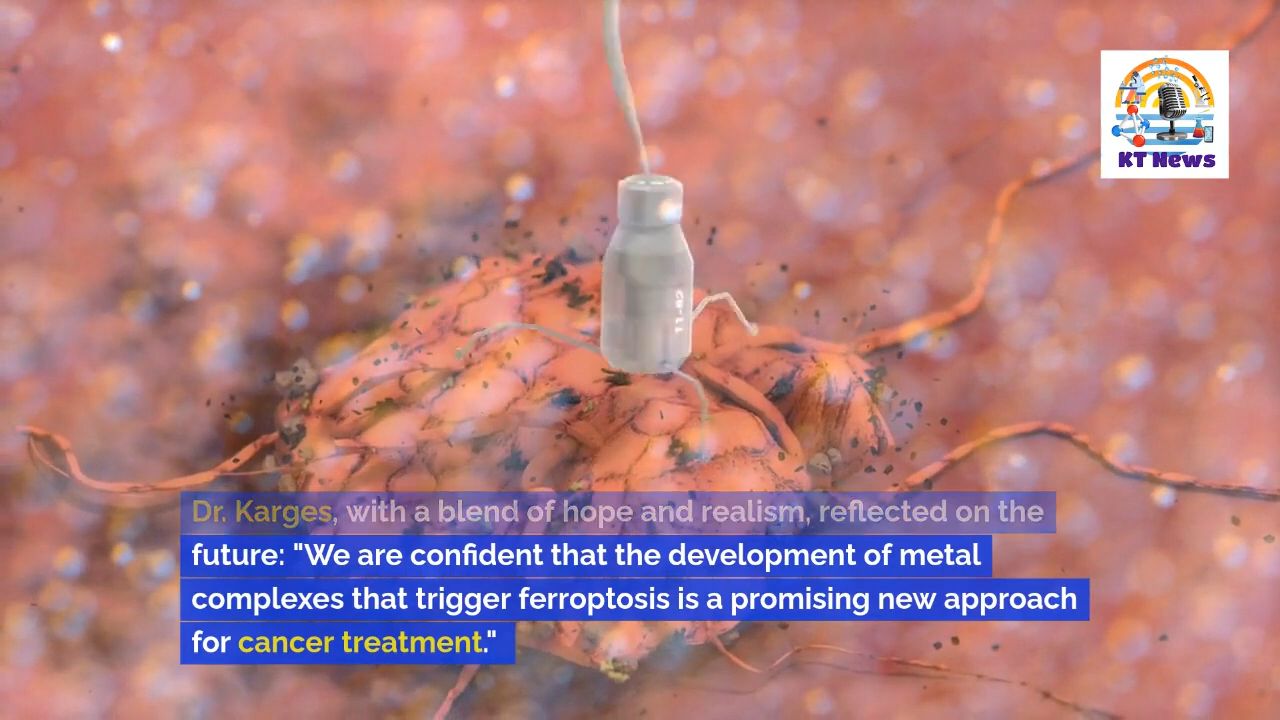 KT News
Dr. Karges, with a blend of hope and realism, reflected on the
future: "We are confident that the development of metal
complexes that trigger ferroptosis is a promising new approach
for cancer treatment."